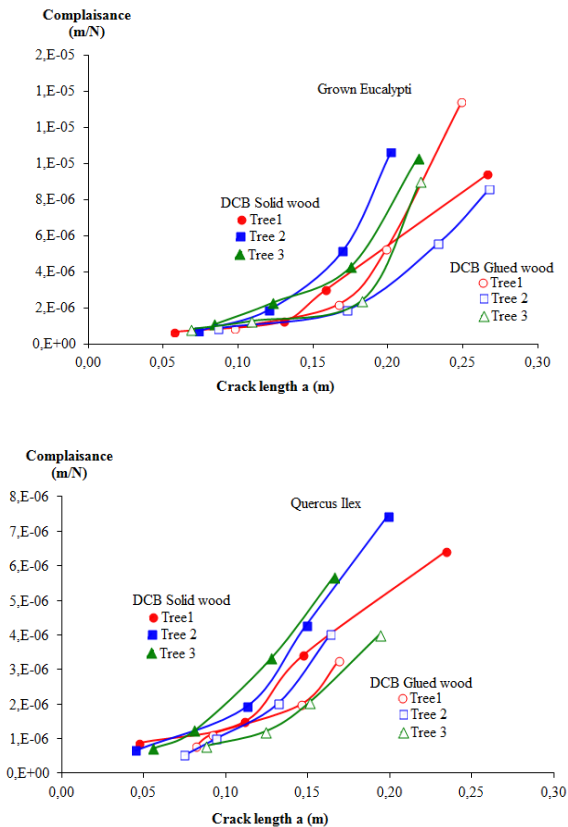 Complaisance
(m/N)
2,E-05
1,E-05
1,E-05
1,E-05
8,E-06
6,E-06
4,E-06
2,E-06
0,E+00
Grown Eucalypti
DCB Solid wood
Tree1
Tree 2
Tree 3
DCB Glued wood
Tree1
Tree 2
Tree 3
0,00 0,05 0,10 0,15 0,20 0,25 0,30
Crack length a (m)
Complaisance
(m/N)
8,E-06
7,E-06
6,E-06
5,E-06
4,E-06
3,E-06
2,E-06
1,E-06
0,E+00
Quercus Ilex
DCB Solid wood
Tree1
Tree 2
Tree 3
DCB Glued wood
Tree1
Tree 2
Tree 3
0,00 0,05 0,10 0,15 0,20 0,25 0,30
Crack length a (m)